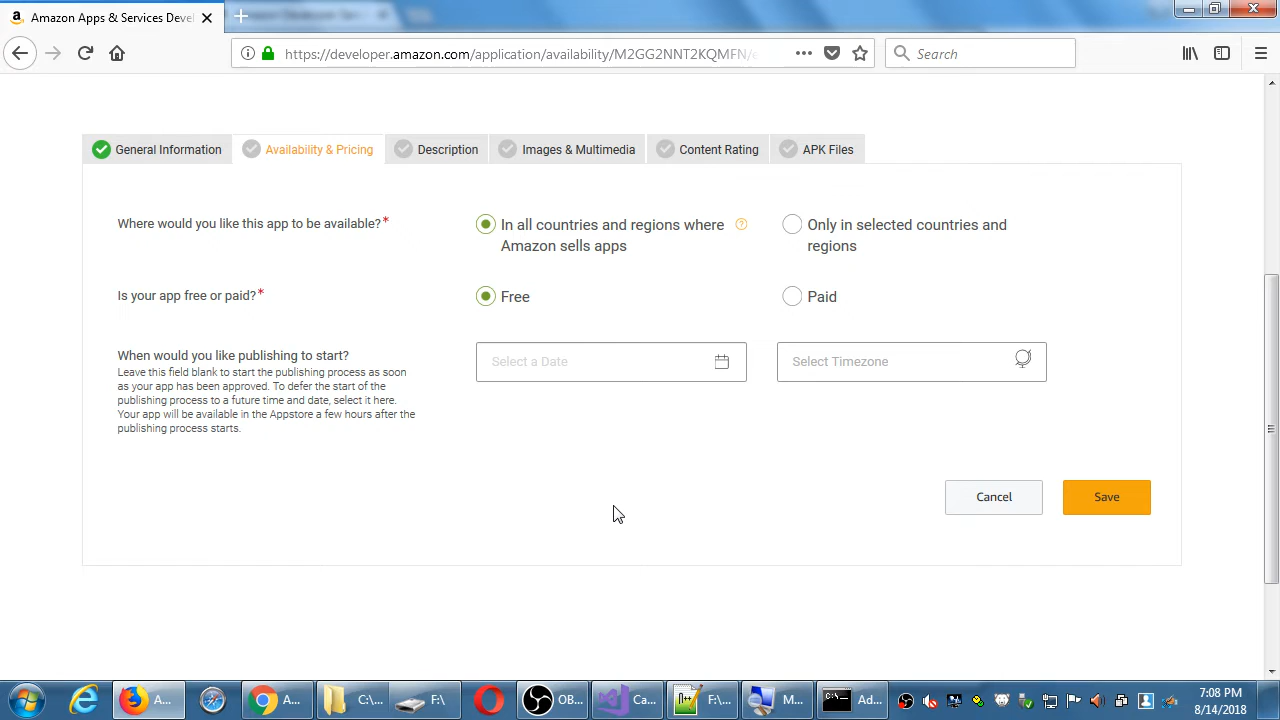 Amazon Apps & Services Devel
https://developer.amazon.com/application/availability/M2GG2NNT2KQMFN/e
Search
General Information
Availability & Pricing
Description
Images & Multimedia
Content Rating
APK Files
Where would you like this app to be available?*
In all countries and regions where
Amazon sells apps
Only in selected countries and
regions
Is your app free or paid?*
Free
Paid
When would you like publishing to start?
Leave this field blank to start the publishing process as soon
as your app has been approved. To defer the start of the
publishing process to a future time and date, select it here.
Your app will be available in the Appstore a few hours after the
publishing process starts.
Select a Date
Select Timezone
Cancel
Save
A...
A...
C:\...
F:\
OB...
Ca...
F:\...
M...
Ad...
7:08 PM
8/14/2018